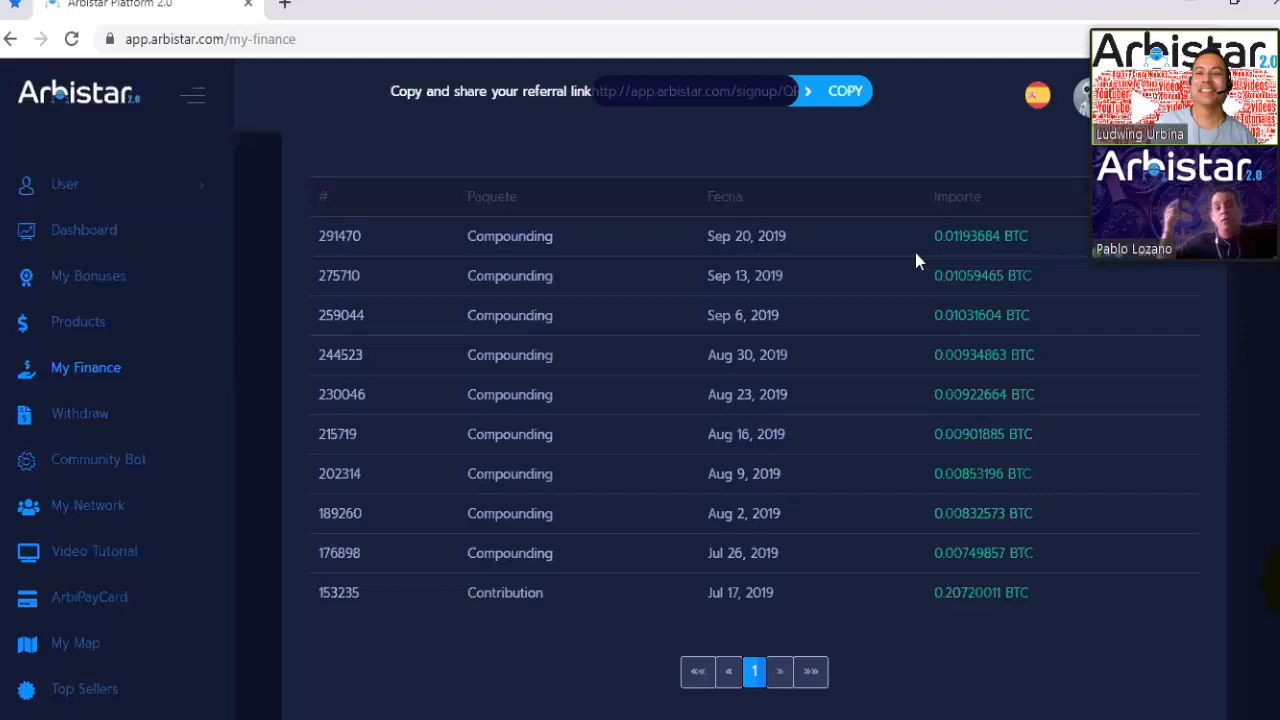 Arbistar Platform 2.0
app.arbistar.com/my-finance
Arbistar 2.0
Copy and share your referral link
http://app.arbistar.com/signup/
COPY
Arbistar 2.0
YouTube
videos
Tutoriales
Ludwing Urbina
Arbistar 2.0
Pablo Lozano
User
Dashboard
My Bonuses
Products
My Finance
Withdraw
Community Bot
My Network
Video Tutorial
ArbiPayCard
My Map
Top Sellers
# Paquete Fecha Importe
291470 Compounding Sep 20, 2019 0.01193684 BTC
275710 Compounding Sep 13, 2019 0.01059465 BTC
259044 Compounding Sep 6, 2019 0.01031604 BTC
244523 Compounding Aug 30, 2019 0.00934863 BTC
230046 Compounding Aug 23, 2019 0.00922664 BTC
215719 Compounding Aug 16, 2019 0.00901885 BTC
202314 Compounding Aug 9, 2019 0.00853196 BTC
189260 Compounding Aug 2, 2019 0.00832573 BTC
176898 Compounding Jul 26, 2019 0.00749857 BTC
153235 Contribution Jul 17, 2019 0.20720011 BTC
«« « 1 » »»